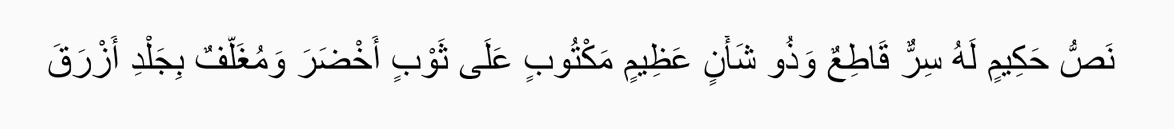 نَصُّ حَكِيمٍ لَهُ سِرٌّ قَاطِعٌ وَذُو شَأْنٍ عَظِيمٍ مَكْتُوبٍ عَلَى ثَوْبٍ أَخْضَرَ وَمُغَلَّفٌ بِجَلْدِ أَزْرَقَ